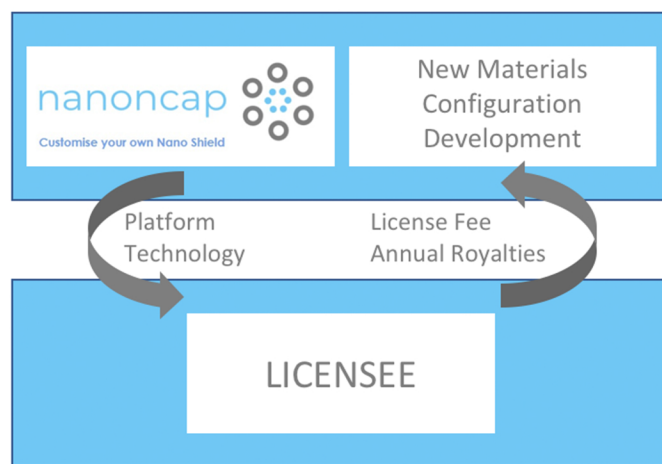 nanoncap
Customise your own Nano Shield
New Materials
Configuration
Development
Platform
Technology
License Fee
Annual Royalties
LICENSEE